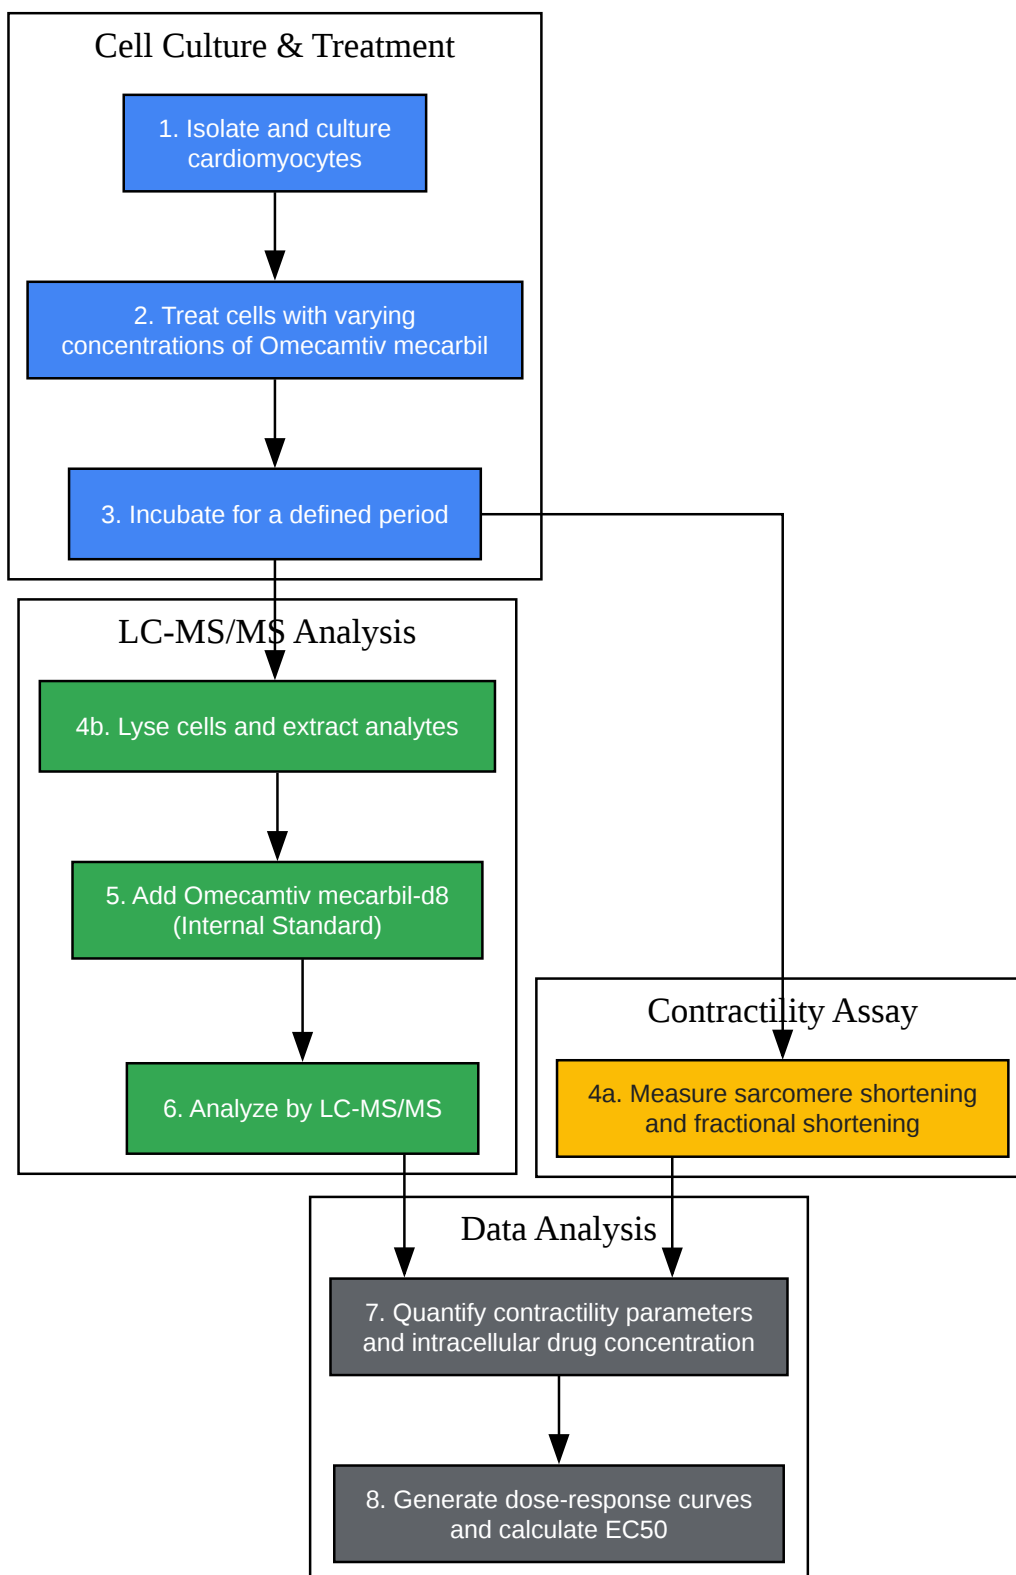 Cell Culture & Treatment
1. Isolate and culture
cardiomyocytes
2. Treat cells with varying
concentrations of Omecamtiv mecarbil
3. Incubate for a defined period
LC-MS/MS Analysis
4b. Lyse cells and extract analytes
5. Add Omecamtiv mecarbil-d8
(Internal Standard)
6. Analyze by LC-MS/MS
Contractility Assay
4a. Measure sarcomere shortening
and fractional shortening
Data Analysis
7. Quantify contractility parameters
and intracellular drug concentration
8. Generate dose-response curves
and calculate EC50